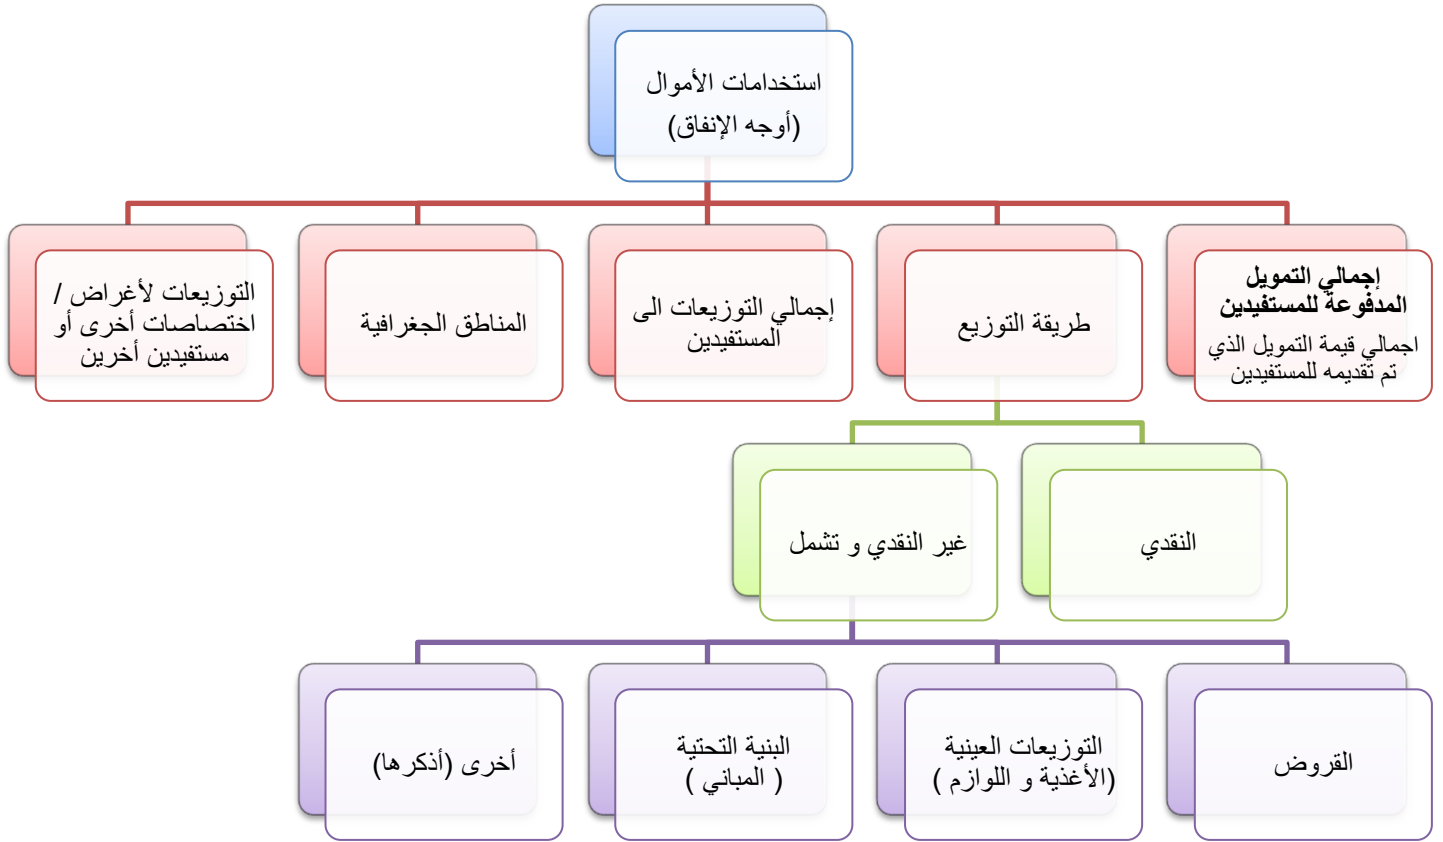 استخدامات الأموال
(أوجه الإنفاق)
إجمالي التمويل
المدفوعة للمستفيدين
اجمالي قيمة التمويل الذي
تم تقديمه للمستفيدين
طريقة التوزيع
إجمالي التوزيعات الى
المستفيدين
المناطق الجغرافية
التوزيعات لأغراض /
اختصاصات أخرى أو
مستفيدين أخرين
النقدي
غير النقدي و تشمل
القروض
التوزيعات العينية
(الأغذية و اللوازم )
البنية التحتية
( المباني )
أخرى (أذكرها)